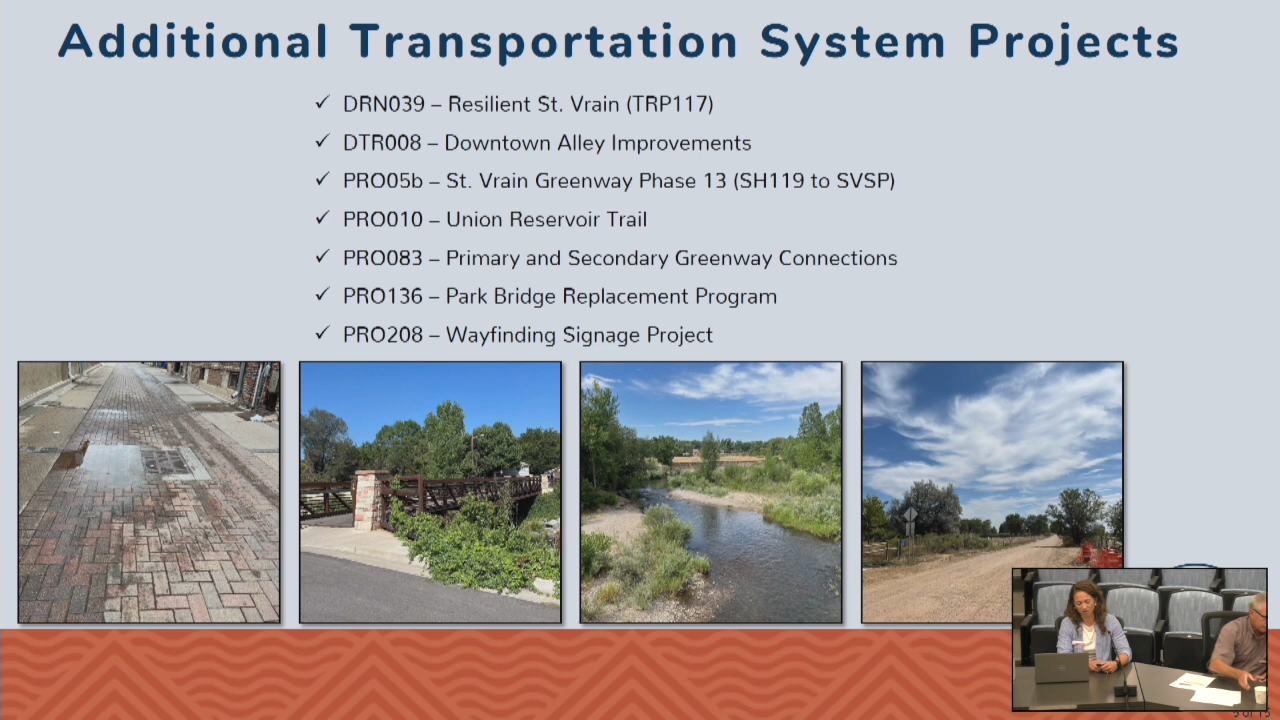 Additional Transportation System Projects
✓ DRN039 – Resilient St. Vrain (TRP117)
✓ DTR008 – Downtown Alley Improvements
✓ PRO05b – St. Vrain Greenway Phase 13 (SH119 to SVSP)
✓ PRO010 – Union Reservoir Trail
✓ PRO083 – Primary and Secondary Greenway Connections
✓ PRO136 – Park Bridge Replacement Program
✓ PRO208 – Wayfinding Signage Project